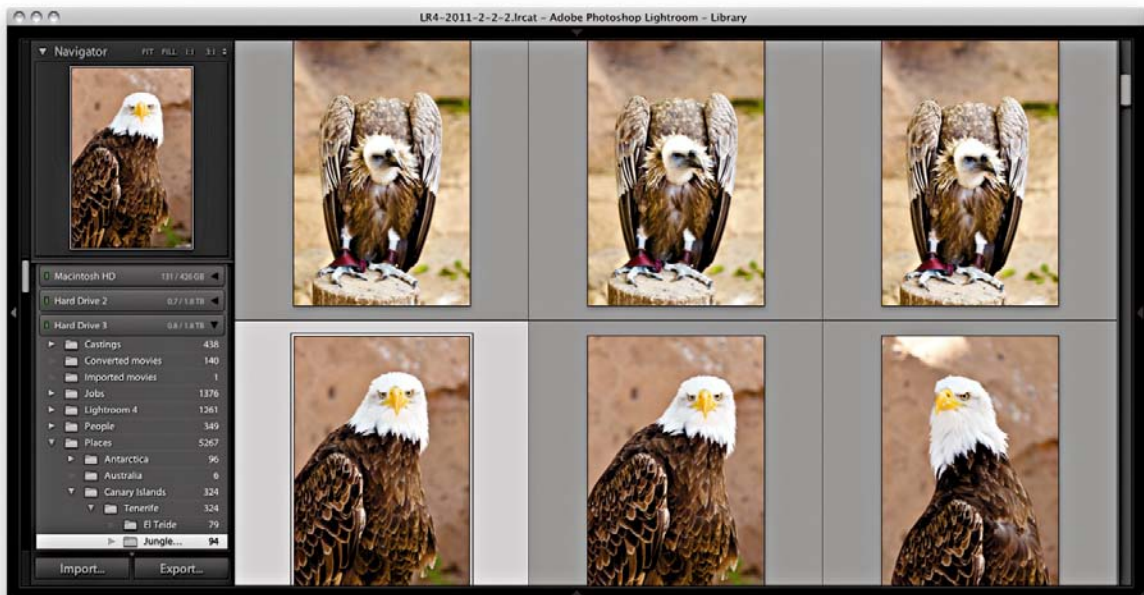 LR4-2011-2-2-2.lrcat – Adobe Photoshop Lightroom – Library
Navigator FIT FILL 1:1 3:1
Macintosh HD 131 / 426 GB
Hard Drive 2 0.7 / 1.8 TB
Hard Drive 3 0.8 / 1.8 TB
Castings 438
Converted movies 140
Imported movies 1
Jobs 1376
Lightroom 4 1261
People 349
Places 5267
Antarctica 96
Australia 6
Canary Islands 324
Tenerife 324
El Teide 79
Jungle... 94
Import... Export...